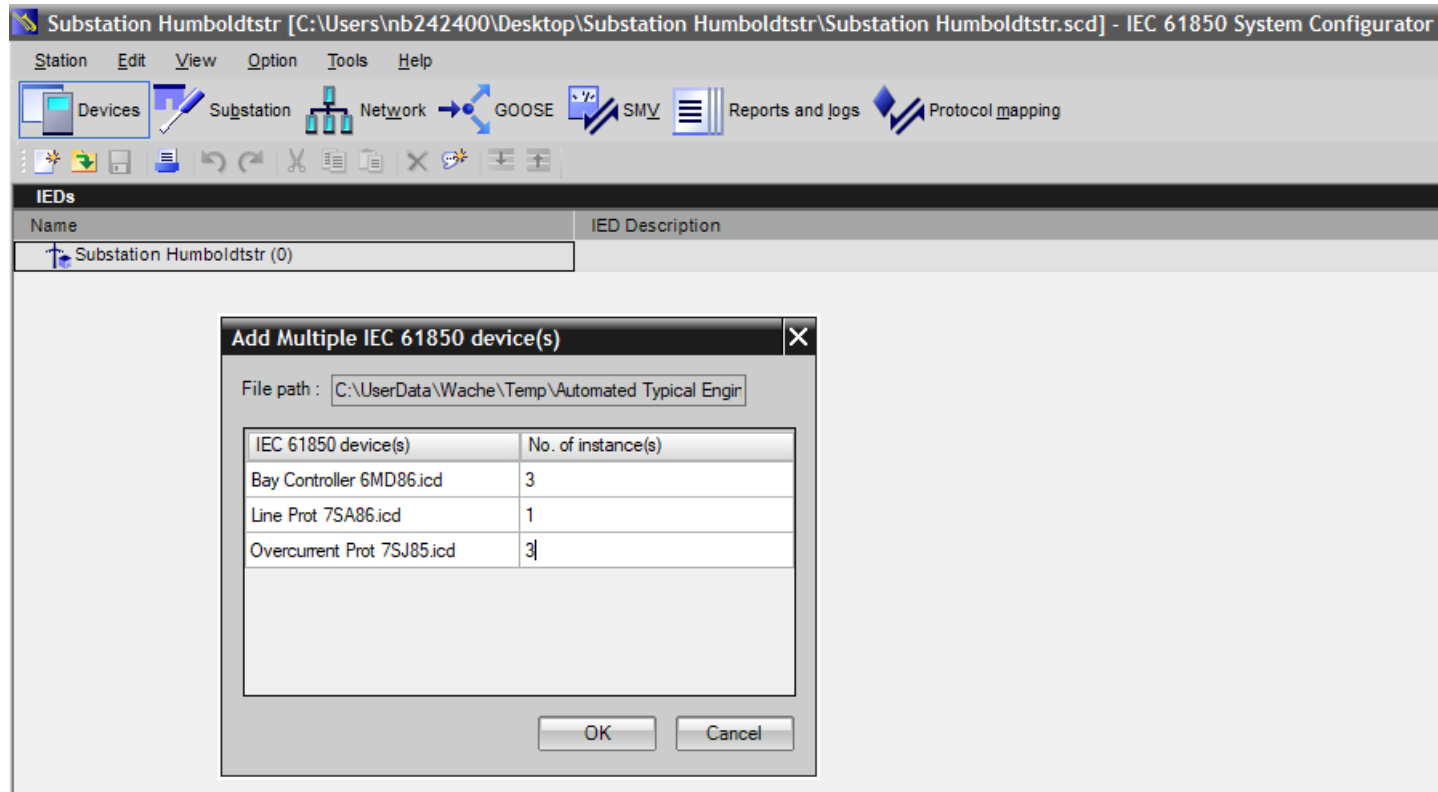 Substation Humboldtstr [C:\Users\nb242400\Desktop\Substation Humboldtstr\Substation Humboldtstr.scd] - IEC 61850 System Configurator
Station Edit View Option Tools Help
Devices Substation Network GOOSE SMV Reports and logs Protocol mapping
IEDs
Name IED Description
Substation Humboldtstr (0)
Add Multiple IEC 61850 device(s)
File path : C:\UserData\Wache\Temp\Automated Typical Engir
IEC 61850 device(s) No. of instance(s)
Bay Controller 6MD86.icd 3
Line Prot 7SA86.icd 1
Overcurrent Prot 7SJ85.icd 3
OK Cancel